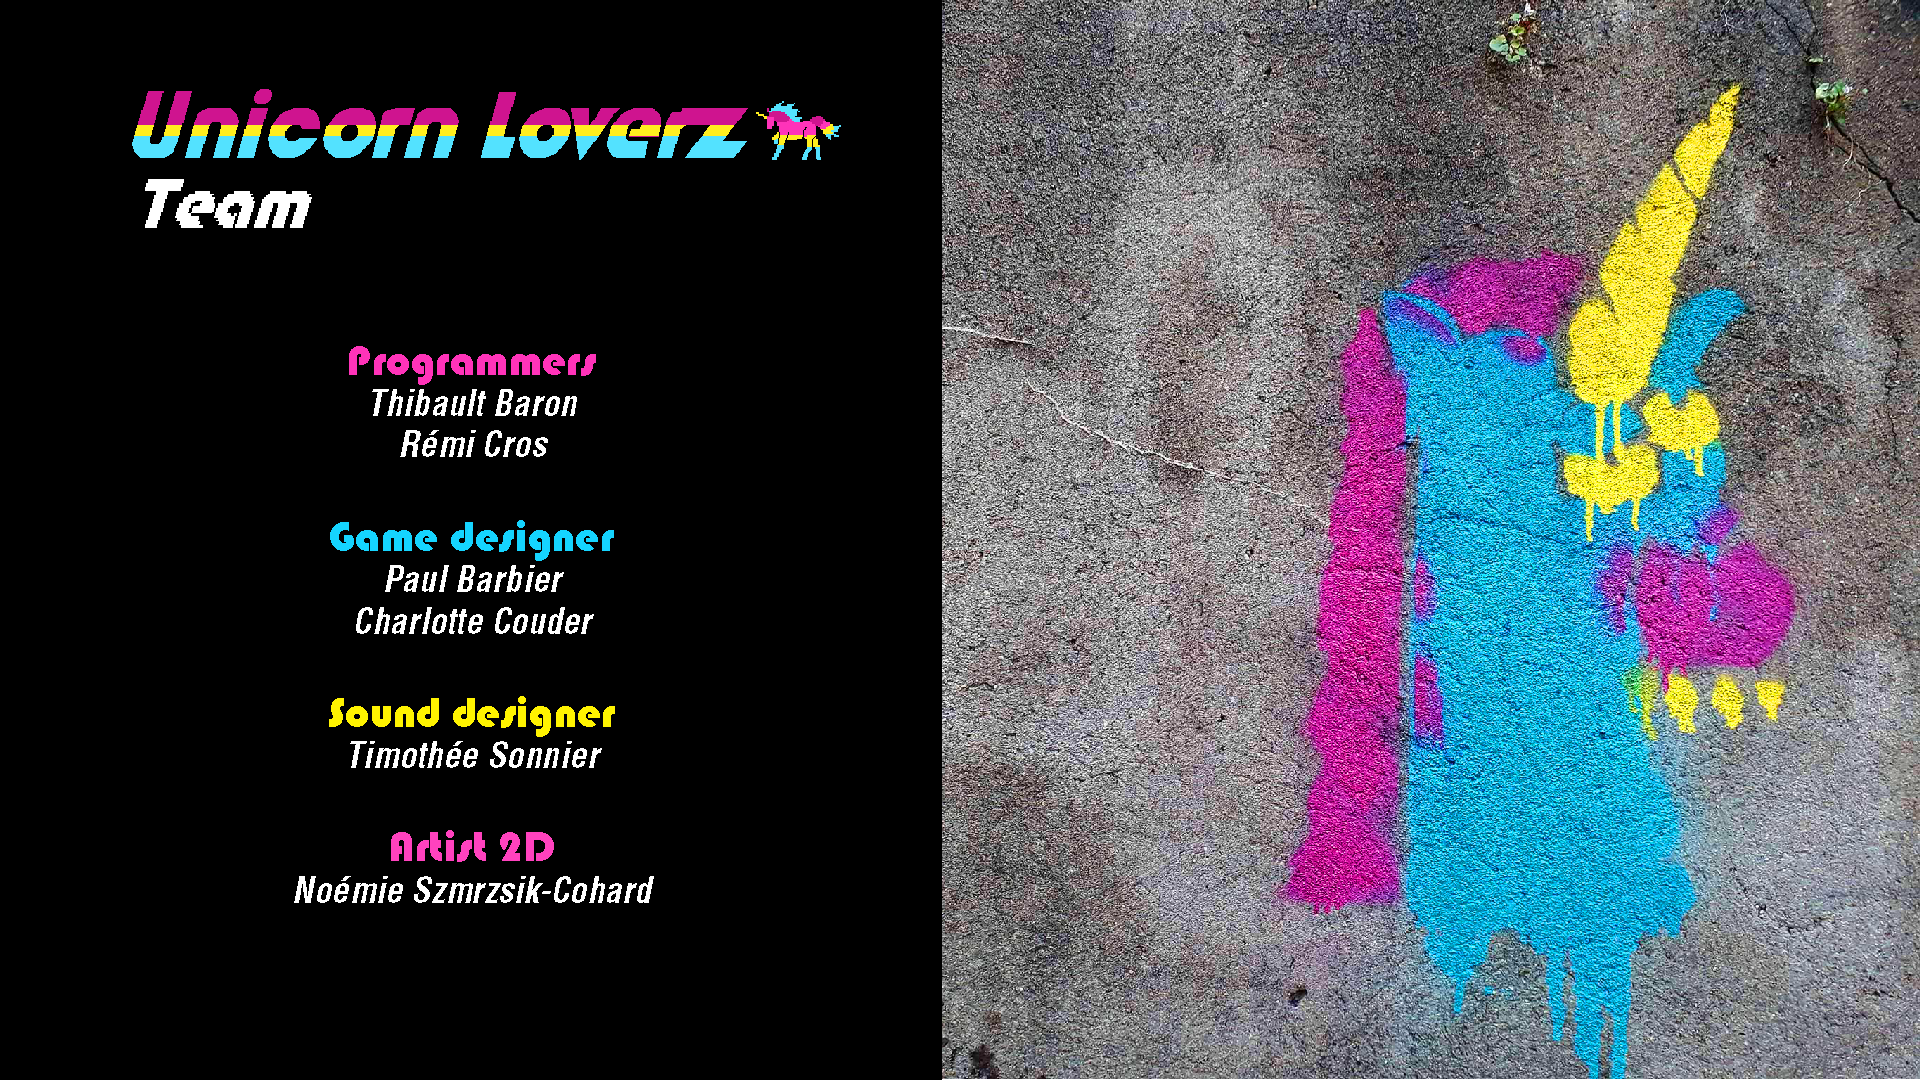 Unicorn Loverz
Team
Programmers
Thibault Baron
Rémi Cros
Game designer
Paul Barbier
Charlotte Couder
Sound designer
Timothée Sonnier
Artist 2D
Noémie Szmrzsik-Cohard